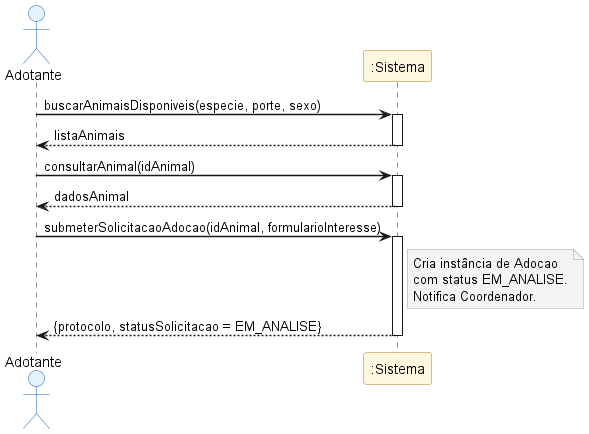 Adotante
:Sistema
buscarAnimaisDisponiveis(especie, porte, sexo)
listaAnimais
consultarAnimal(idAnimal)
dadosAnimal
submeterSolicitacaoAdocao(idAnimal, formularioInteresse)
Cria instância de Adocao
com status EM_ANALISE.
Notifica Coordenador.
{protocolo, statusSolicitacao = EM_ANALISE}
Adotante
:Sistema